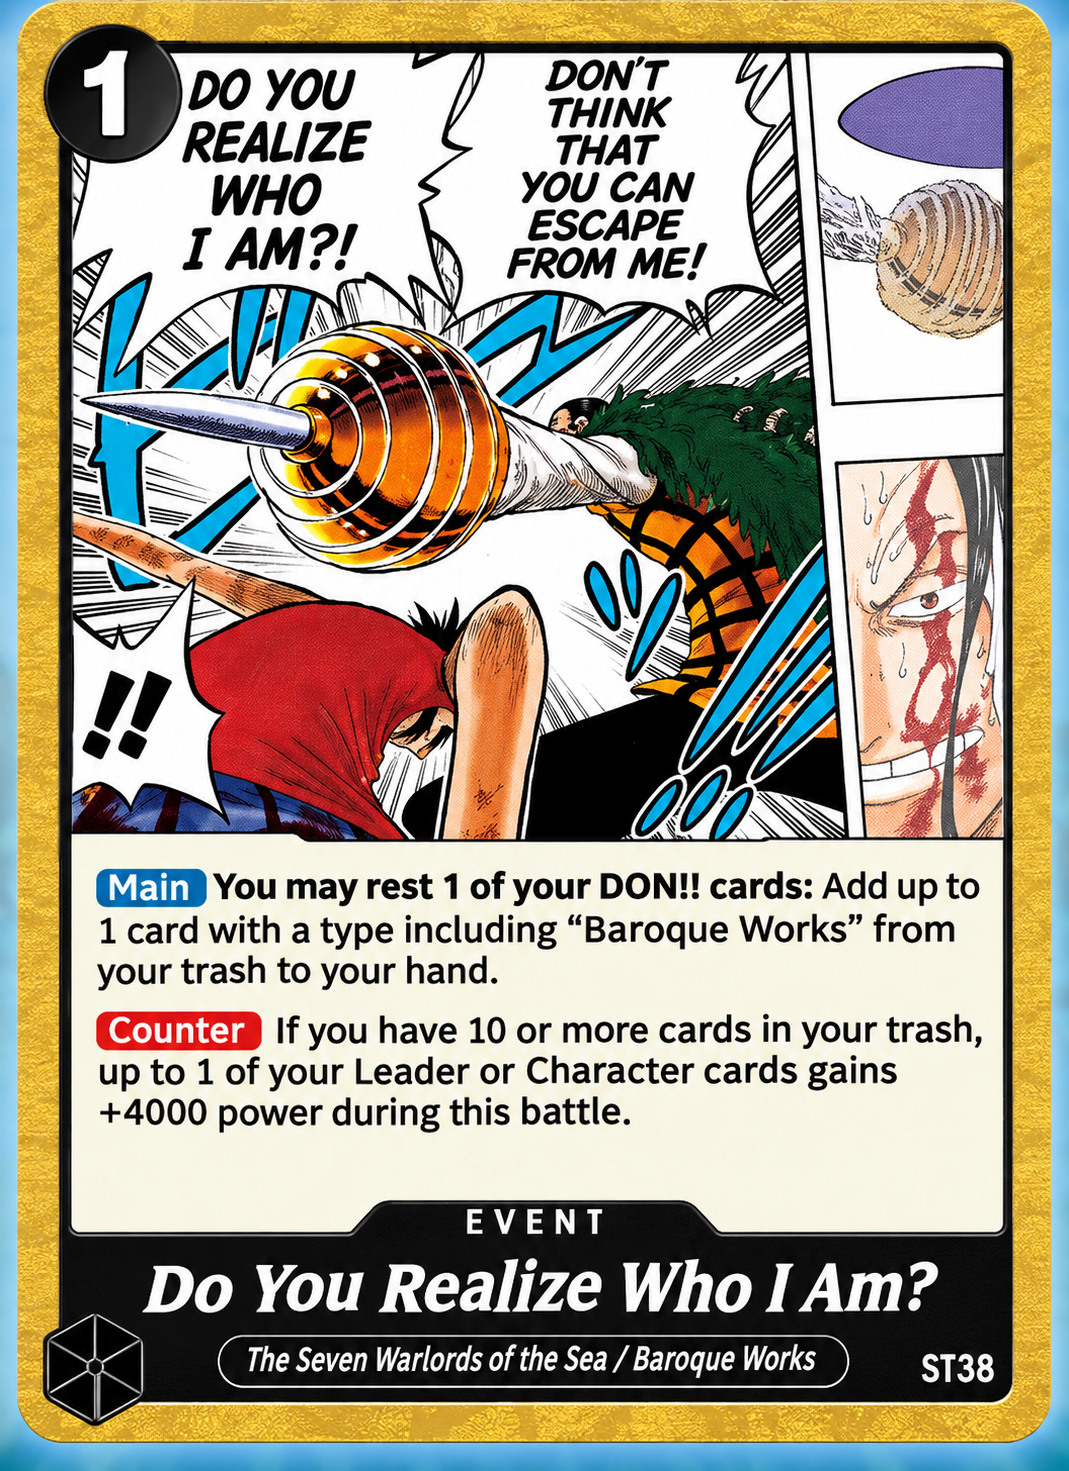 1
DO YOU
REALIZE
WHO
I AM?!
DON'T
THINK
THAT
YOU CAN
ESCAPE
FROM ME!
!!
Main You may rest 1 of your DON!! cards: Add up to
1 card with a type including “Baroque Works” from
your trash to your hand.
Counter If you have 10 or more cards in your trash,
up to 1 of your Leader or Character cards gains
+4000 power during this battle.
EVENT
Do You Realize Who I Am?
The Seven Warlords of the Sea / Baroque Works
ST38